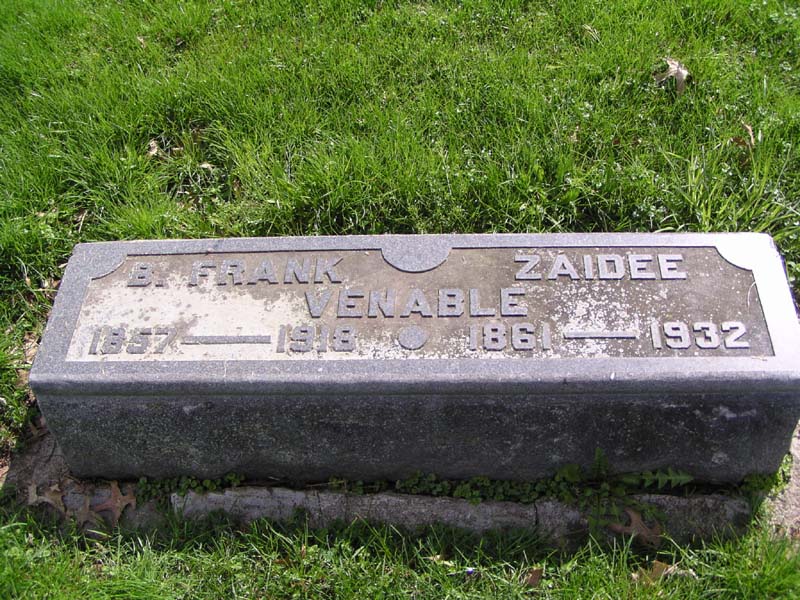 B. FRANK ZAIDEE
VENABLE
1857 — 1918 • 1861 — 1932